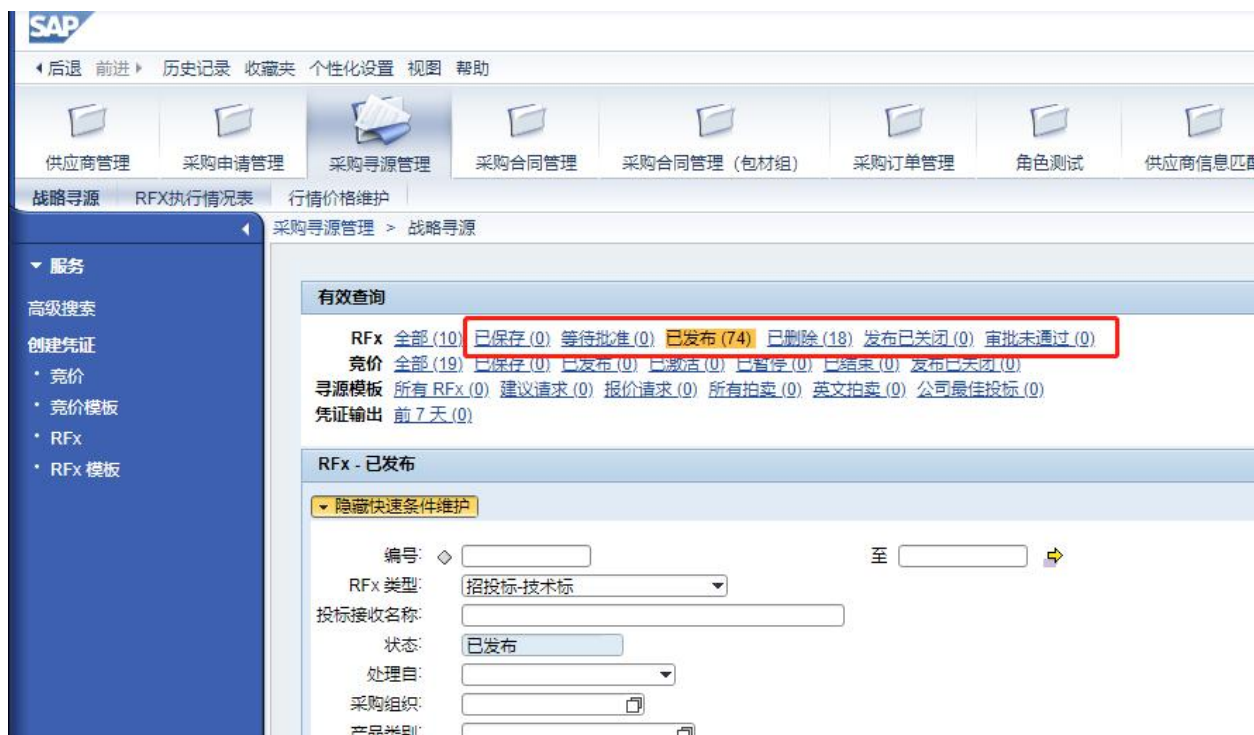 SAP
后退 前进 历史记录 收藏夹 个性化设置 视图 帮助
供应商管理 采购申请管理 采购寻源管理 采购合同管理 采购合同管理（包材组） 采购订单管理 角色测试 供应商信息匹配
战略寻源 RFX执行情况表 行情价格维护
采购寻源管理 > 战略寻源
服务
高级搜索
创建凭证
· 竞价
· 竞价模板
· RFx
· RFx 模板
有效查询
RFx 全部 (10) 已保存 (0) 等待批准 (0) 已发布 (74) 已删除 (18) 发布已关闭 (0) 审批未通过 (0)
竞价 全部 (19) 已保存 (0) 已发布 (0) 已激活 (0) 已暂停 (0) 已结束 (0) 发布已关闭 (0)
寻源模板 所有 RFx (0) 建议请求 (0) 报价请求 (0) 所有拍卖 (0) 英文拍卖 (0) 公司最佳投标 (0)
凭证输出 前 7 天 (0)
RFx - 已发布
隐藏快速条件维护
编号: 至
RFx 类型: 招投标-技术标
投标接收名称:
状态: 已发布
处理自:
采购组织:
产品类别: